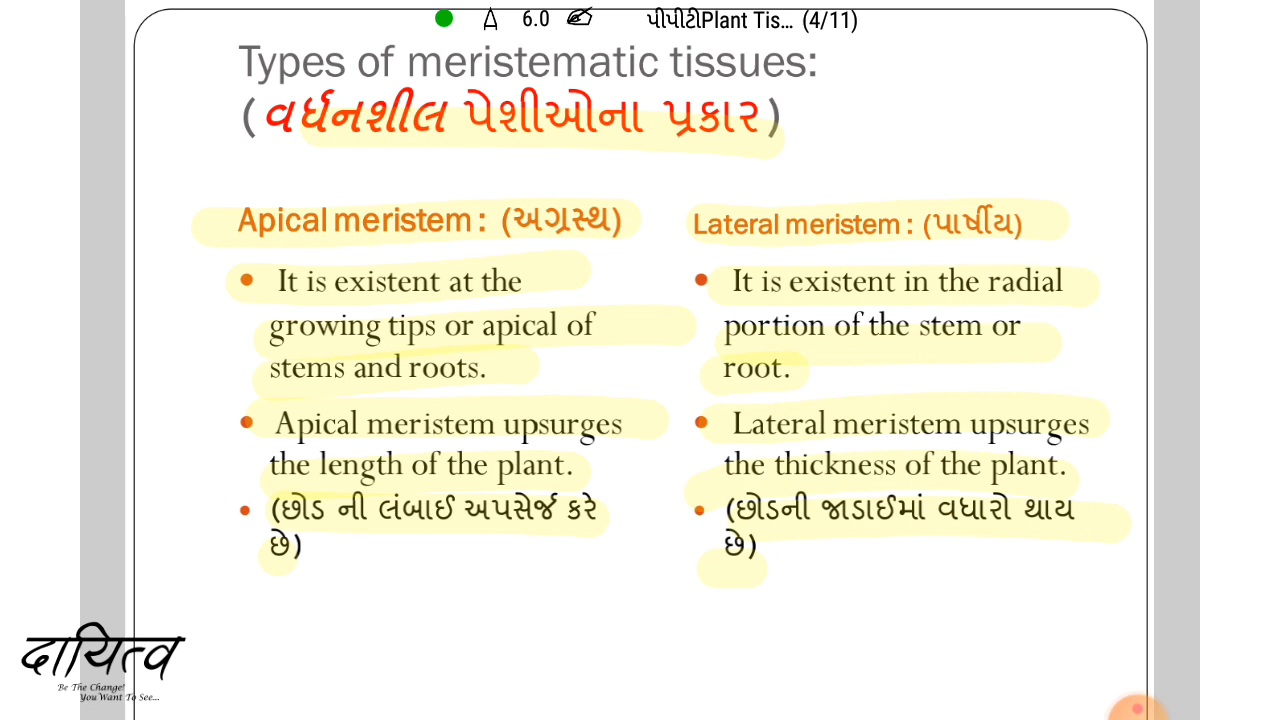 6.0 પીપીટીPlant Tis... (4/11)
Types of meristematic tissues:
(વર્ધનશીલ પેશીઓના પ્રકાર)
Apical meristem : (અગ્રસ્થ)
• It is existent at the
growing tips or apical of
stems and roots.
• Apical meristem upsurges
the length of the plant.
• (છોડ ની લંબાઈ અપસેર્જ કરે
છે)
Lateral meristem : (પાર્ષીય)
• It is existent in the radial
portion of the stem or
root.
• Lateral meristem upsurges
the thickness of the plant.
• (છોડની જાડાઈમાં વધારો થાય
છે)
दायित्व
Be The Change!
You Want To See...